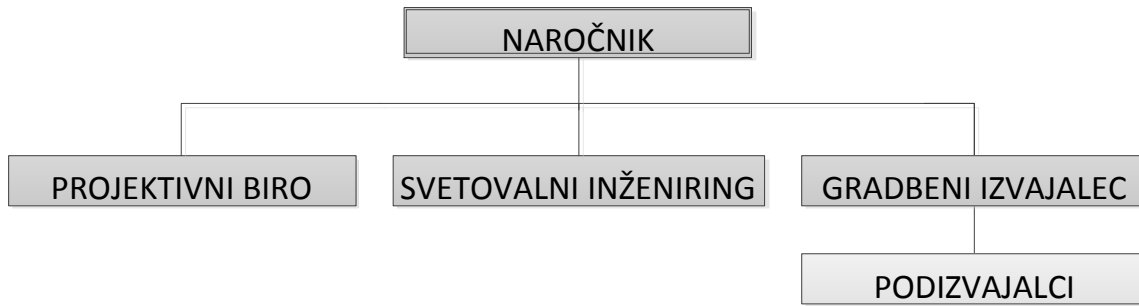 NAROČNIK
PROJEKTIVNI BIRO
SVETOVALNI INŽENIRING
GRADBENI IZVAJALEC
PODIZVAJALCI